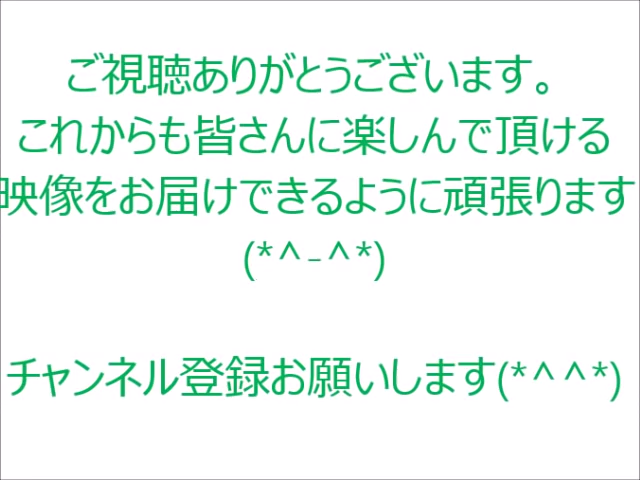 ご視聴ありがとうございます。
これからも皆さんに楽しんで頂ける
映像をお届けできるように頑張ります
(*^-^*)
チャンネル登録お願いします(*^^*)